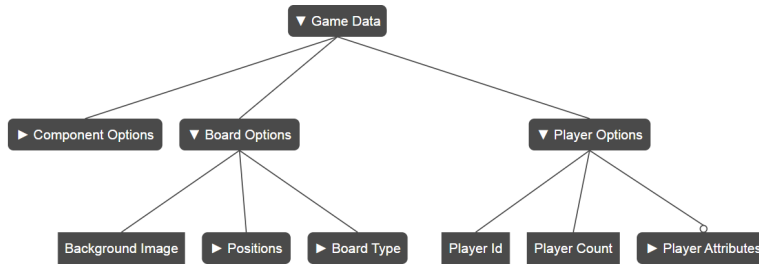 ▼ Game Data
► Component Options
▼ Board Options
▼ Player Options
Background Image
► Positions
► Board Type
Player Id
Player Count
► Player Attributes